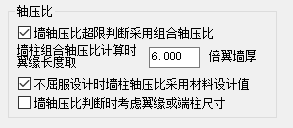 轴压比
墙轴压比超限判断采用组合轴压比
墙柱组合轴压比计算时
翼缘长度取 6.000 倍翼墙厚
不屈服设计时墙柱轴压比采用材料设计值
墙轴压比判断时考虑翼缘或端柱尺寸